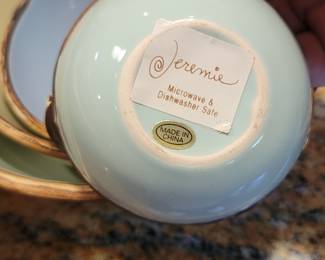 Jeremie
Microwave &
Dishwasher Safe
MADE IN
CHINA